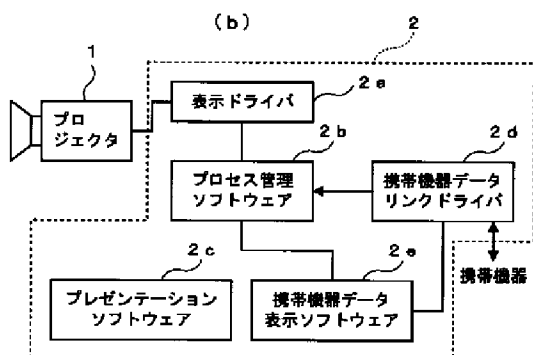 (b)
2
1
プロ
ジェクタ
表示ドライバ
2a
2b
プロセス管理
ソフトウェア
2d
携帯機器データ
リンクドライバ
2c
プレゼンテーション
ソフトウェア
2e
携帯機器データ
表示ソフトウェア
携帯機器